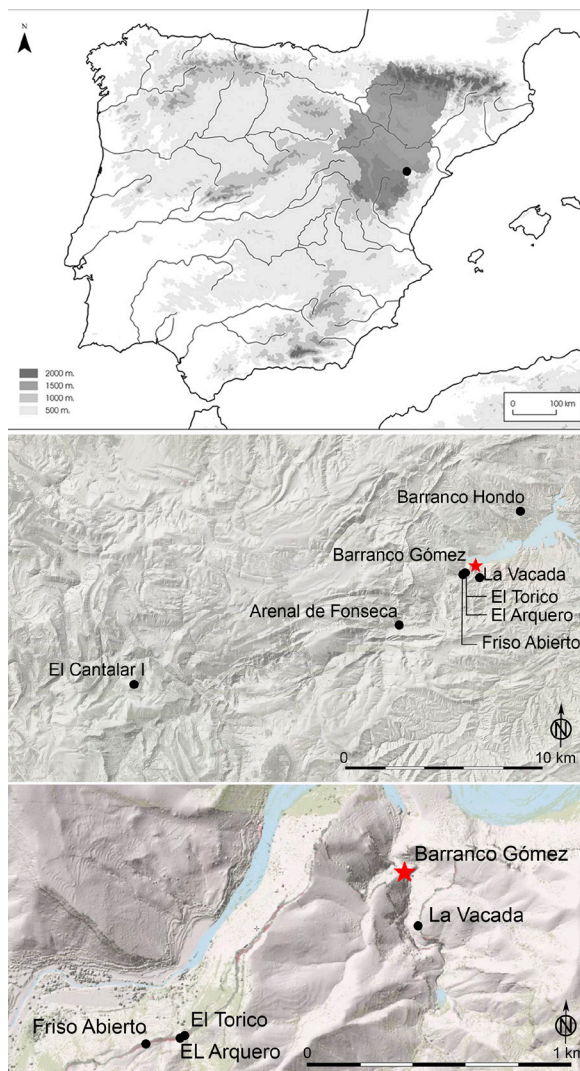 N
2000 m.
1500 m.
1000 m.
500 m.
0 100 km
Barranco Hondo
Barranco Gómez
La Vacada
El Torico
El Arquero
Arenal de Fonseca
Friso Abierto
El Cantalar I
N
0 10 km
Barranco Gómez
La Vacada
El Torico
Friso Abierto
EL Arquero
N
0 1 km